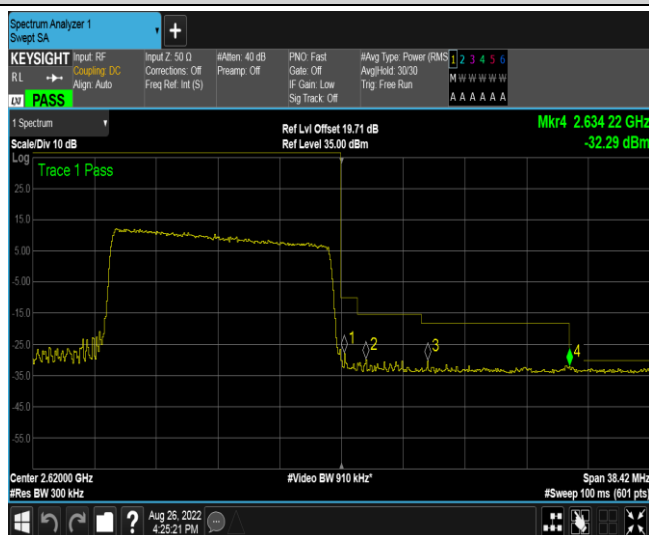 Spectrum Analyzer 1
Swept SA
+
KEYSIGHT
RL
LXI PASS
Input: RF
Coupling: DC
Align: Auto
Input Z: 50 Ω
Corrections: Off
Freq Ref: Int (S)
#Atten: 40 dB
Preamp: Off
PNO: Fast
Gate: Off
IF Gain: Low
Sig Track: Off
#Avg Type: Power (RMS
Avg|Hold: 30/30
Trig: Free Run
1 2 3 4 5 6
M W W W W W
A A A A A A
1 Spectrum
Scale/Div 10 dB
Ref Lvl Offset 19.71 dB
Ref Level 35.00 dBm
Mkr4 2.634 22 GHz
-32.29 dBm
Log
Trace 1 Pass
25.0
15.0
5.00
-5.00
-15.0
-25.0
-35.0
-45.0
-55.0
1
2
3
4
Center 2.62000 GHz
#Res BW 300 kHz
#Video BW 910 kHz*
Span 38.42 MHz
#Sweep 100 ms (601 pts)
?
Aug 26, 2022
4:25:21 PM